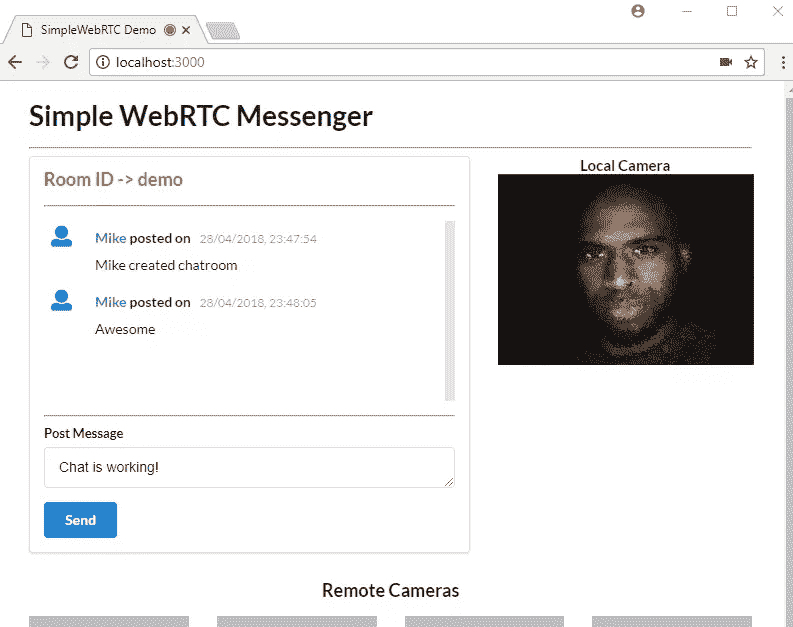 SimpleWebRTC Demo
localhost:3000
Simple WebRTC Messenger
Room ID -> demo
Mike posted on 28/04/2018, 23:47:54
Mike created chatroom
Mike posted on 28/04/2018, 23:48:05
Awesome
Post Message
Chat is working!
Send
Local Camera
Remote Cameras